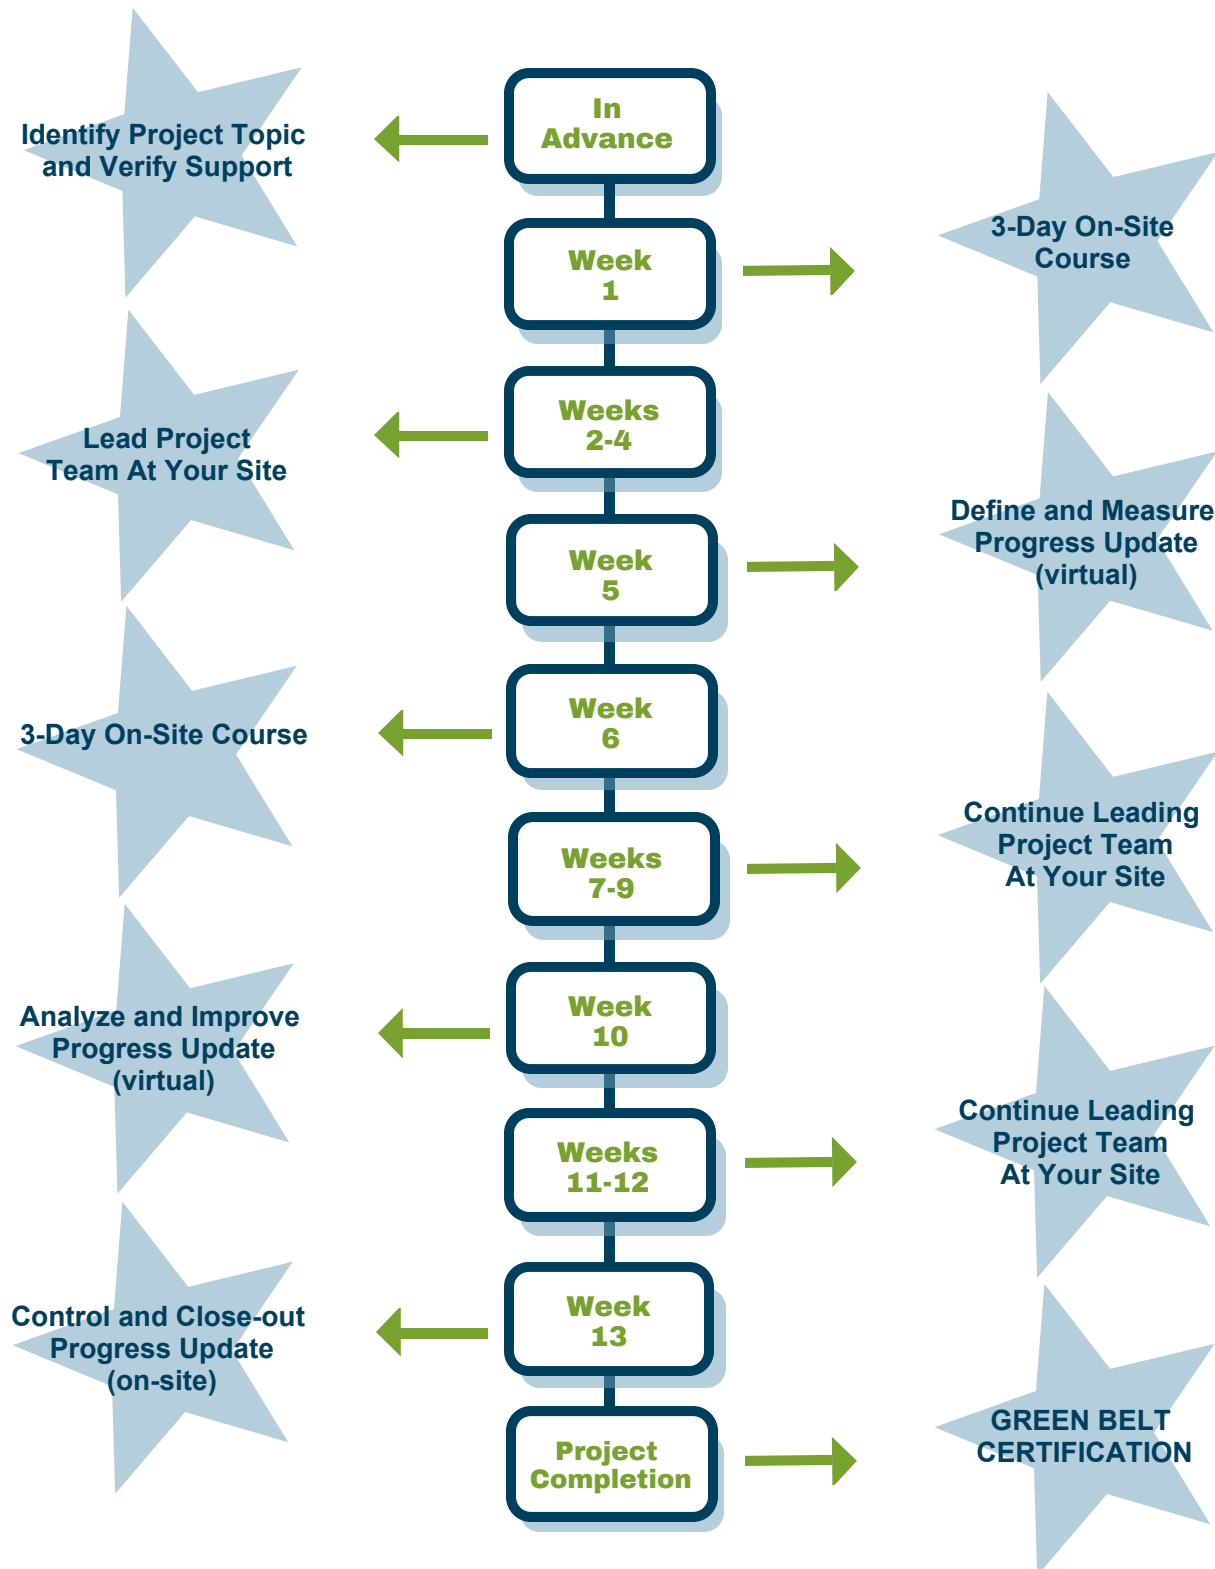 In
Advance
Identify Project Topic
and Verify Support
Week
1
3-Day On-Site
Course
Weeks
2-4
Lead Project
Team At Your Site
Week
5
Define and Measure
Progress Update
(virtual)
Week
6
3-Day On-Site Course
Weeks
7-9
Continue Leading
Project Team
At Your Site
Week
10
Analyze and Improve
Progress Update
(virtual)
Weeks
11-12
Continue Leading
Project Team
At Your Site
Week
13
Control and Close-out
Progress Update
(on-site)
Project
Completion
GREEN BELT
CERTIFICATION